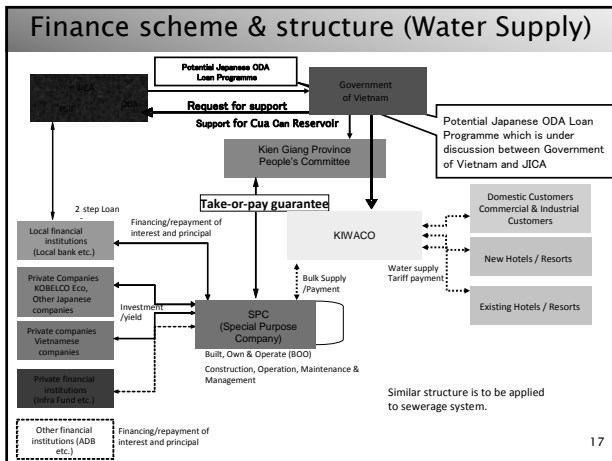 Finance scheme & structure (Water Supply)
Potential Japanese ODA
Loan Programme
JICA
Government
of Vietnam
Request for support
Support for Cua Can Reservoir
Potential Japanese ODA Loan
Programme which is under
discussion between Government
of Vietnam and JICA
Kien Giang Province
People's Committee
2 step Loan
Take-or-pay guarantee
Domestic Customers
Commercial & Industrial
Customers
Local financial
institutions
(Local bank etc.)
Financing/repayment of
interest and principal
KIWACO
New Hotels / Resorts
Private Companies
KOBELCO Eco,
Other Japanese
companies
Bulk Supply
/Payment
Water supply
Tariff payment
Existing Hotels / Resorts
Investment
/yield
SPC
(Special Purpose
Company)
Private companies
Vietnamese
companies
Built, Own & Operate (BOO)
Construction, Operation, Maintenance &
Management
Private financial
institutions
(Infra Fund etc.)
Similar structure is to be applied
to sewerage system.
Other financial
institutions (ADB
etc.)
Financing/repayment of
interest and principal
17